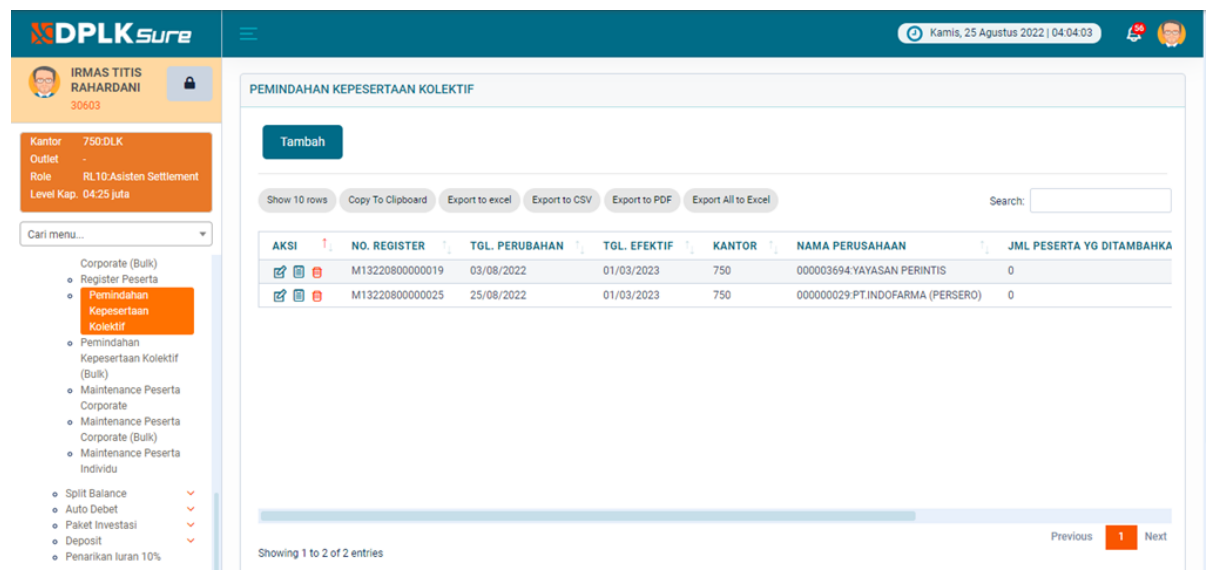 DPLKsure
Kamis, 25 Agustus 2022 | 04:04:03
56
IRMAS TITIS
RAHARDANI
30603
Kantor 750:DLK
Outlet -
Role RL10:Asisten Settlement
Level Kap. 04:25 juta
Cari menu...
Corporate (Bulk)
Register Peserta
Pemindahan
Kepesertaan
Kolektif
Pemindahan
Kepesertaan Kolektif
(Bulk)
Maintenance Peserta
Corporate
Maintenance Peserta
Corporate (Bulk)
Maintenance Peserta
Individu
Split Balance
Auto Debet
Paket Investasi
Deposit
Penarikan Iuran 10%
PEMINDAHAN KEPESERTAAN KOLEKTIF
Tambah
Show 10 rows Copy To Clipboard Export to excel Export to CSV Export to PDF Export All to Excel Search:
AKSI NO. REGISTER TGL. PERUBAHAN TGL. EFEKTIF KANTOR NAMA PERUSAHAAN JML PESERTA YG DITAMBAHKA
M13220800000019 03/08/2022 01/03/2023 750 000003694:YAYASAN PERINTIS 0
M13220800000025 25/08/2022 01/03/2023 750 000000029:PT.INDOFARMA (PERSERO) 0
Previous 1 Next
Showing 1 to 2 of 2 entries